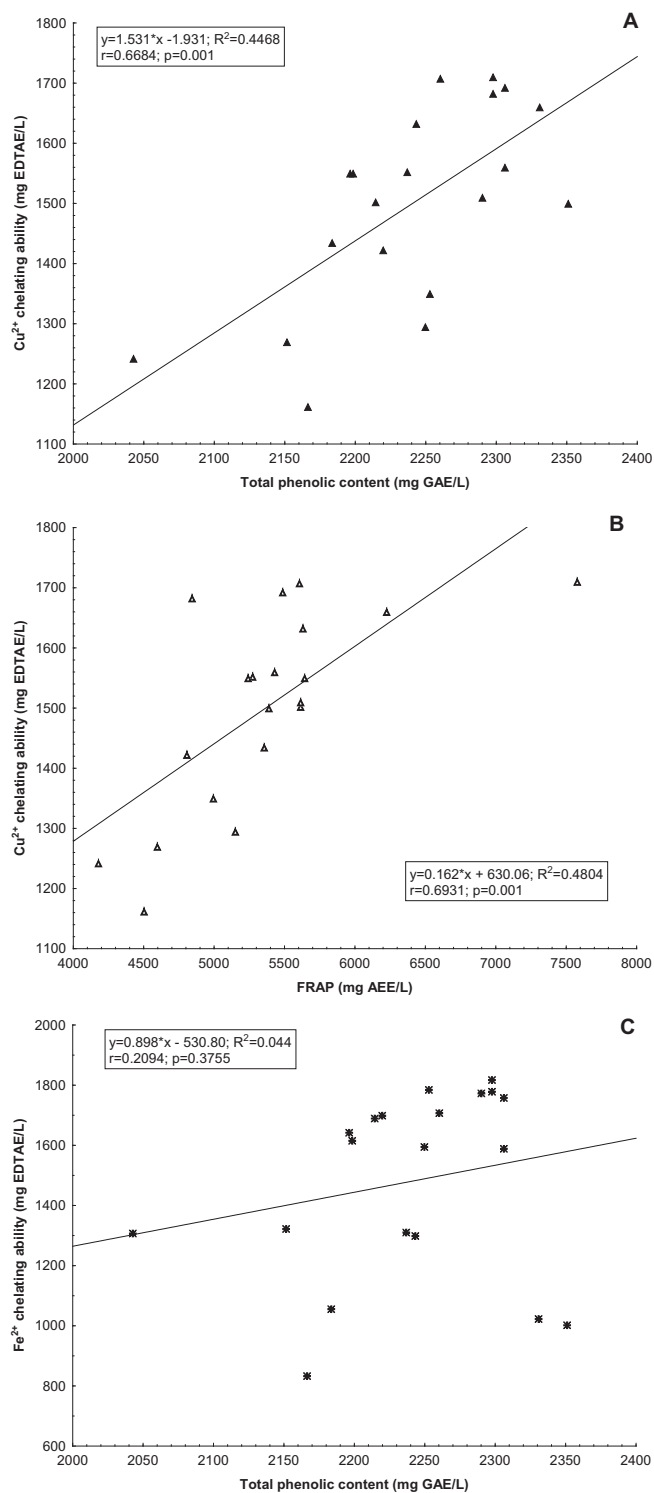 A
y=1.531*x -1.931; R²=0.4468
r=0.6684; p=0.001
1800
1700
1600
1500
1400
1300
1200
1100
Cu²⁺ chelating ability (mg EDTAE/L)
2000 2050 2100 2150 2200 2250 2300 2350 2400
Total phenolic content (mg GAE/L)
B
1800
1700
1600
1500
1400
1300
1200
1100
Cu²⁺ chelating ability (mg EDTAE/L)
y=0.162*x + 630.06; R²=0.4804
r=0.6931; p=0.001
4000 5000 6000 7000 8000
FRAP (mg AEE/L)
C
y=0.898*x - 530.80; R²=0.044
r=0.2094; p=0.3755
2000
1800
1600
1400
1200
1000
800
600
Fe²⁺ chelating ability (mg EDTAE/L)
2000 2050 2100 2150 2200 2250 2300 2350 2400
Total phenolic content (mg GAE/L)